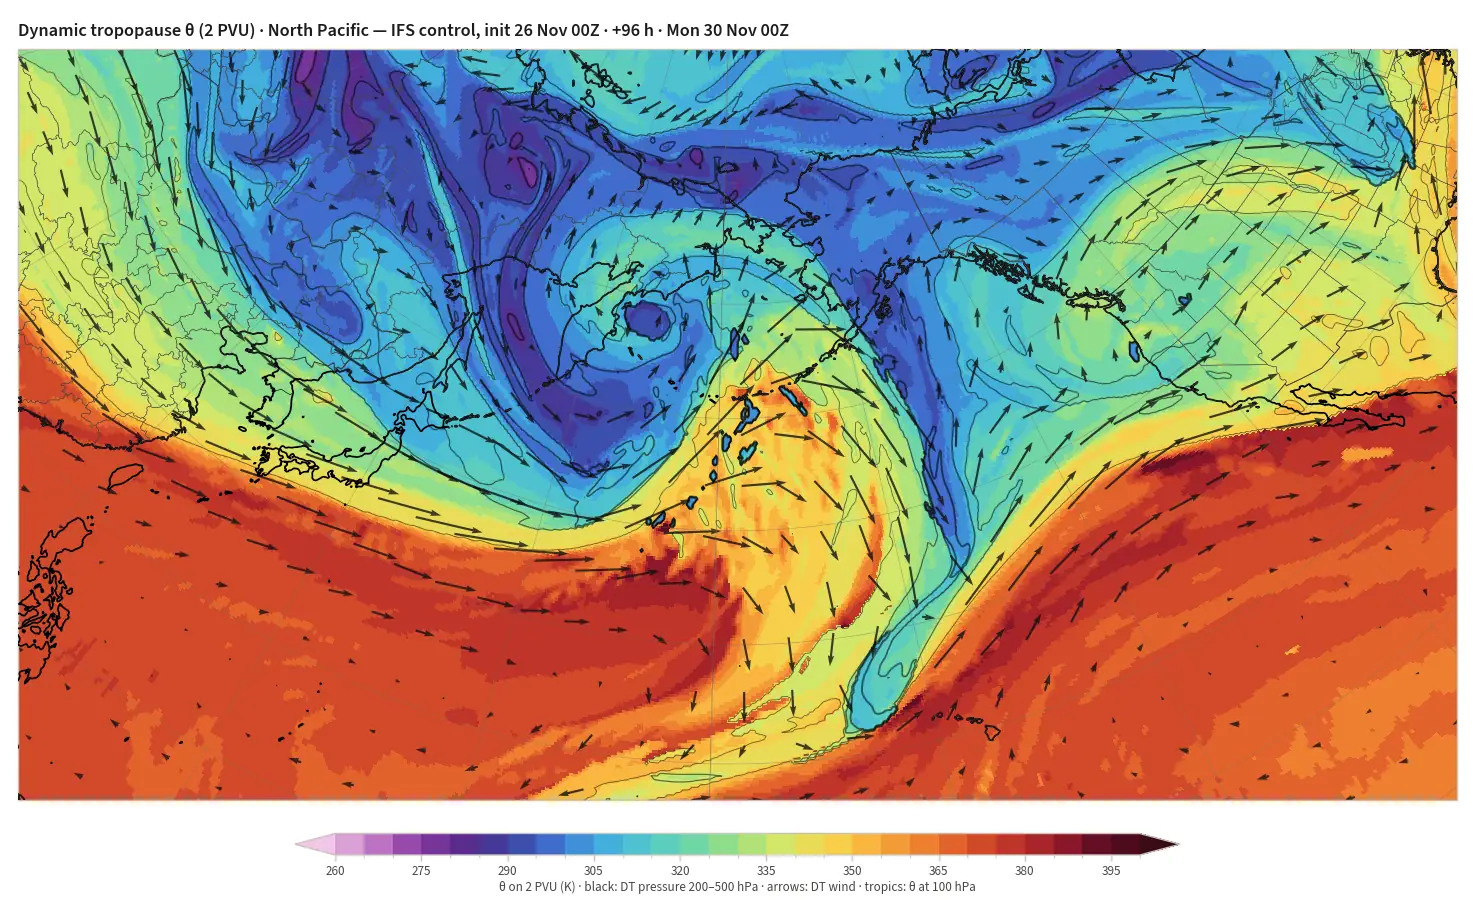 Dynamic tropopause θ (2 PVU) · North Pacific — IFS control, init 26 Nov 00Z · +96 h · Mon 30 Nov 00Z
260 275 290 305 320 335 350 365 380 395
θ on 2 PVU (K) · black: DT pressure 200–500 hPa · arrows: DT wind · tropics: θ at 100 hPa